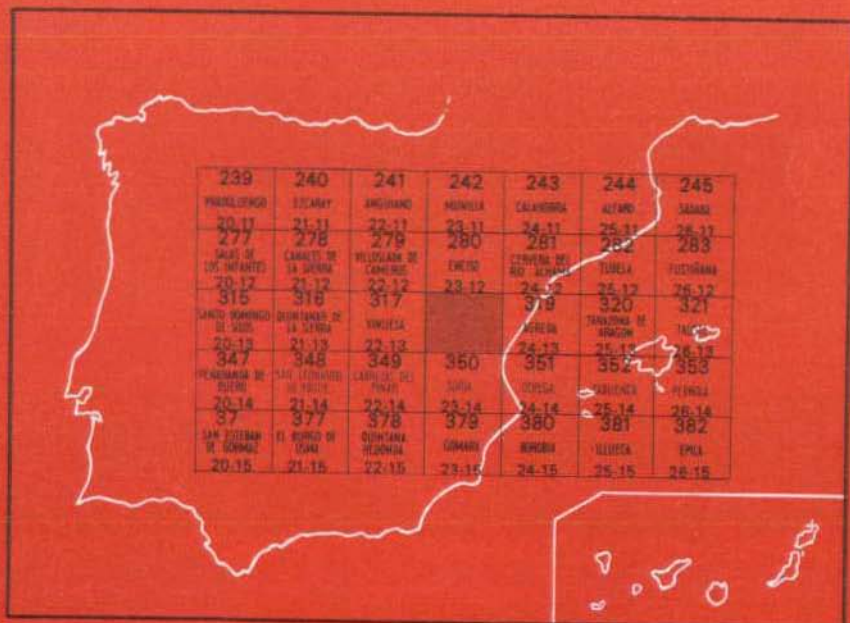 239 240 241 242 243 244 245
EZCARAY ANGUIANO MUNILLA CALAHORRA ALFARO SADABA
20-11 21-11 22-11 23-11 24-11 25-11 26-11
277 278 279 280 281 282 283
SALAS DE LOS INFANTES CANALES DE LA SIERRA VILLOSLADA DE CAMEROS ENCISO CERVERA DEL RIO ALHAMA TUDELA FUSTIÑANA
20-12 21-12 22-12 23-12 24-12 25-12 26-12
315 316 317 319 320 321
SANTO DOMINGO DE SILOS QUINTANAR DE LA SIERRA VINUESA AGREDA TARAZONA DE ARAGON
20-13 21-13 22-13 24-13 25-13 26-13
347 348 349 350 351 352 353
PEÑARANDA DE DUERO SAN LEONARDO DE YAGÜE CABREJAS DEL PINAR SORIA OLVEGA TABUENCA PEDROLA
20-14 21-14 22-14 23-14 24-14 25-14 26-14
37 377 378 379 380 381 382
SAN ESTEBAN DE GORMAZ EL BURGO DE OSMA QUINTANA REDONDA GOMARA BOROBIA ILLUECA EPILA
20-15 21-15 22-15 23-15 24-15 25-15 26-15